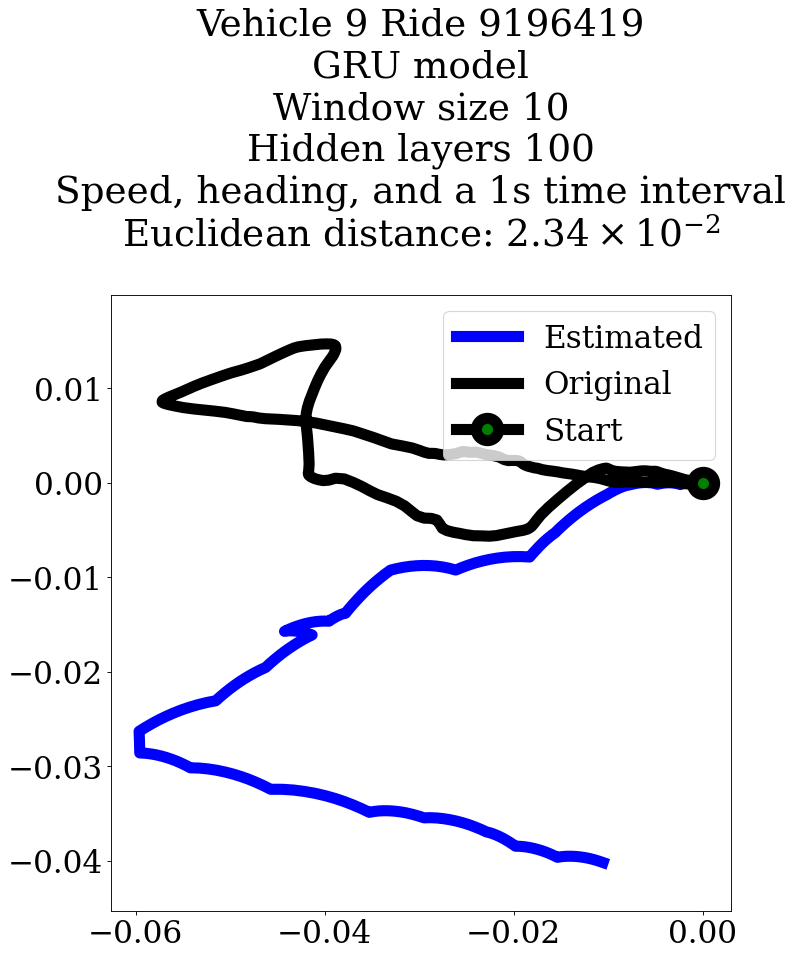 Vehicle 9 Ride 9196419
GRU model
Window size 10
Hidden layers 100
Speed, heading, and a 1s time interval
Euclidean distance: 2.34 × 10⁻²
Estimated
Original
Start
0.01
0.00
−0.01
−0.02
−0.03
−0.04
−0.06 −0.04 −0.02 0.00